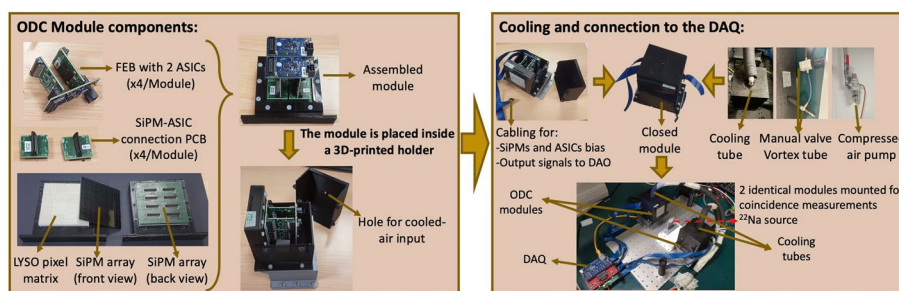 ODC Module components:
FEB with 2 ASICs
(x4/Module)
SiPM-ASIC
connection PCB
(x4/Module)
LYSO pixel
matrix
SiPM array
(front view)
SiPM array
(back view)
Assembled
module
The module is placed inside
a 3D-printed holder
Hole for cooled-
air input
Cooling and connection to the DAQ:
Cabling for:
-SiPMs and ASICs bias
-Output signals to DAO
Closed
module
Cooling
tube
Manual valve
Vortex tube
Compressed
air pump
ODC
modules
DAQ
2 identical modules mounted fo
coincidence measurements
²²Na source
Cooling
tubes